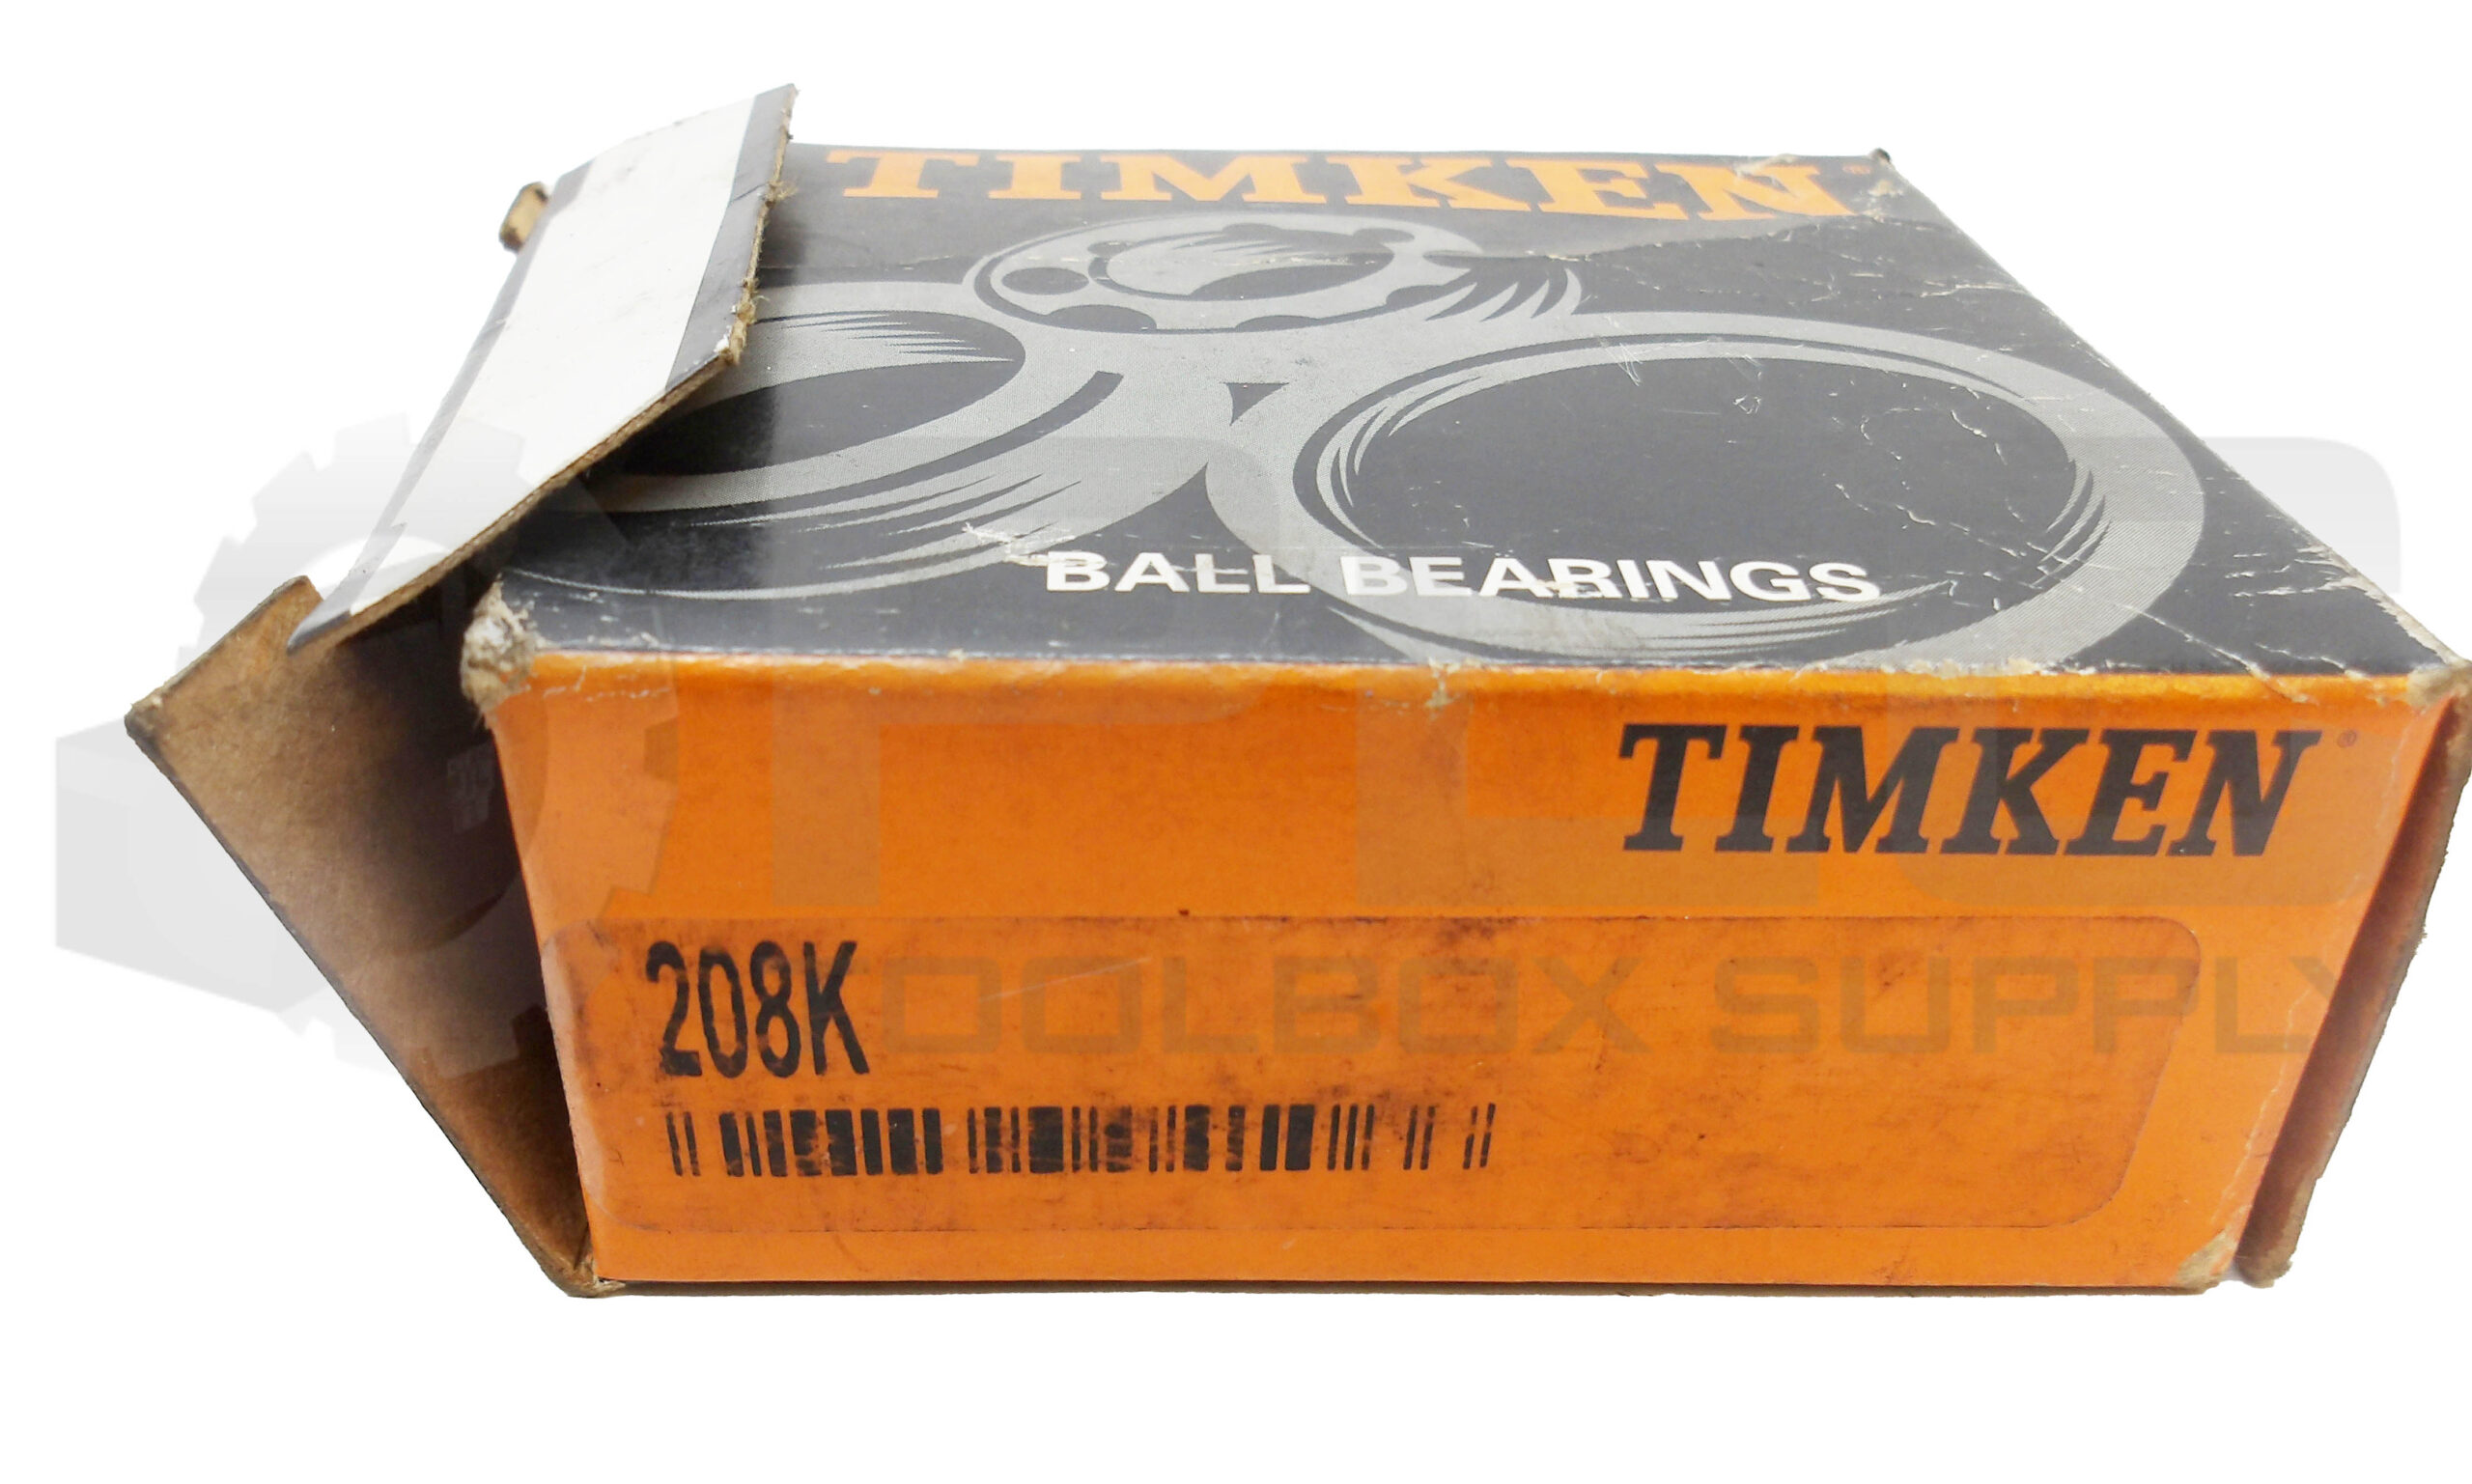 TIMKEN®
BALL BEARINGS
TIMKEN®
208K
TOOLBOX SUPPLY